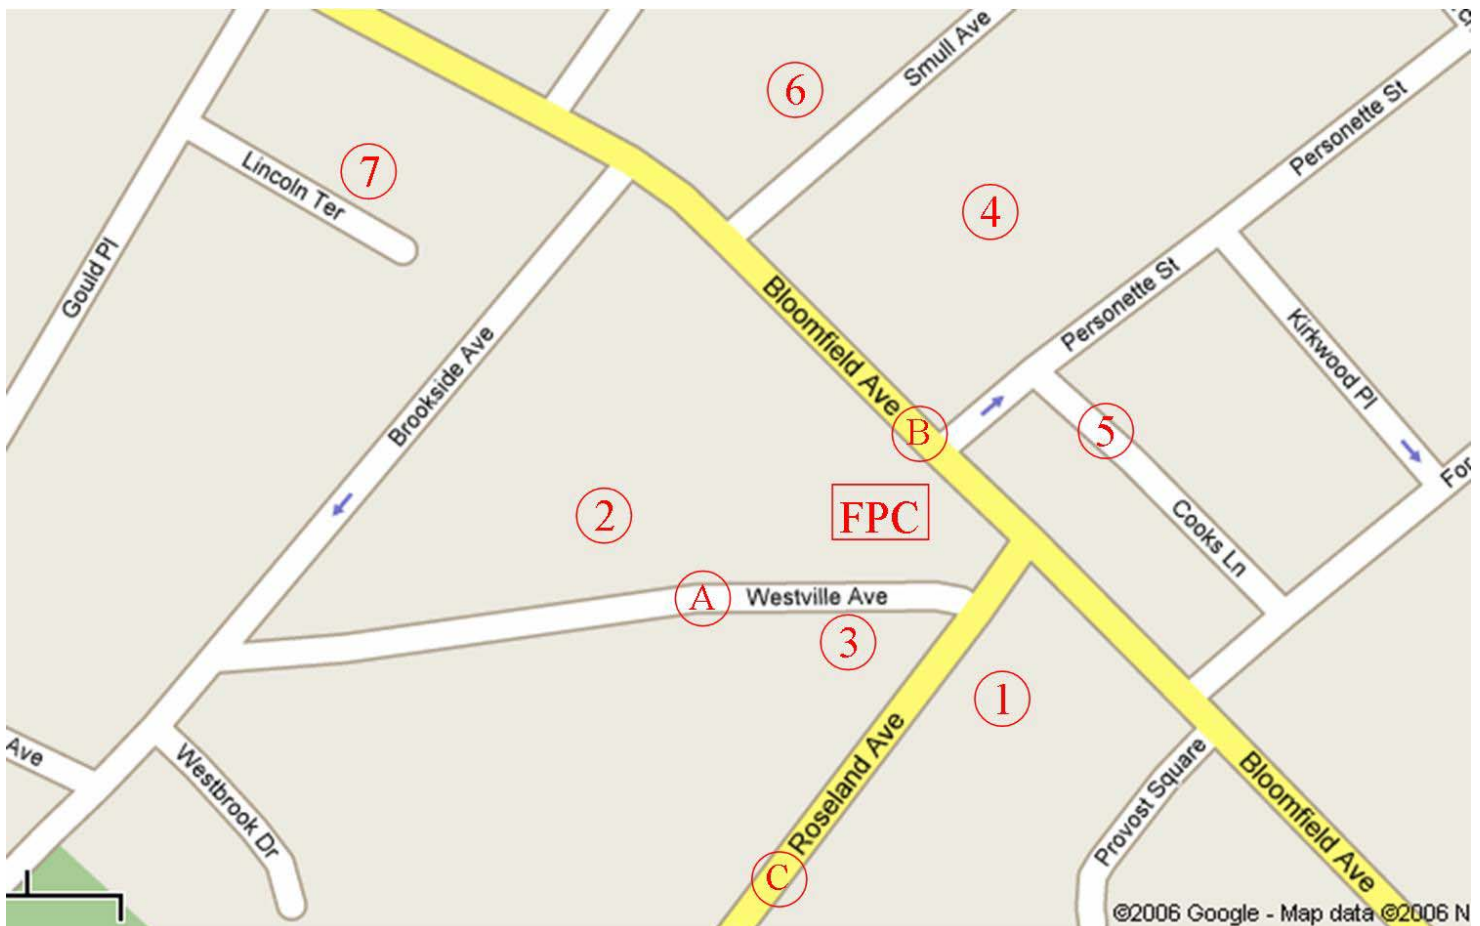 Smull Ave
6
Personette St
7
Lincoln Ter
4
Gould Pl
Bloomfield Ave
Personette St
Kirkwood Pl
Brookside Ave
B
5
For
2
FPC
Cooks Ln
A
Westville Ave
3
1
Ave
Westbrook Dr
Roseland Ave
Provost Square
Bloomfield Ave
C
©2006 Google - Map data ©2006 N